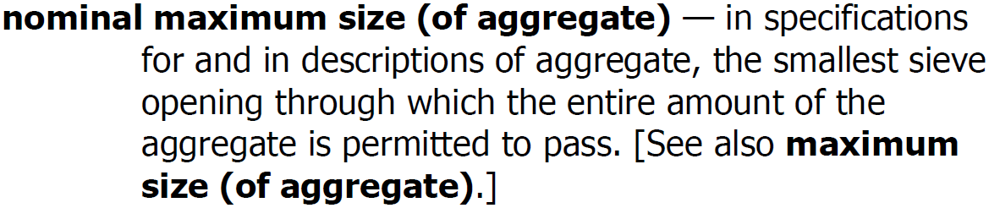 nominal maximum size (of aggregate) — in specifications
for and in descriptions of aggregate, the smallest sieve
opening through which the entire amount of the
aggregate is permitted to pass. [See also maximum
size (of aggregate).]